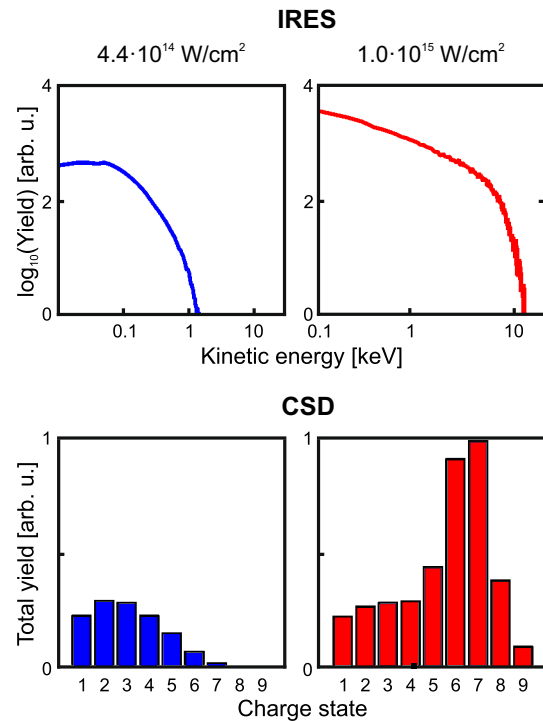 IRES
4.4·10¹⁴ W/cm²
1.0·10¹⁵ W/cm²
log₁₀(Yield) [arb. u.]
4
2
0
0.1 1 10
4
2
0
0.1 1 10
Kinetic energy [keV]
CSD
Total yield [arb. u.]
1
0
1 2 3 4 5 6 7 8 9
1
0
1 2 3 4 5 6 7 8 9
Charge state